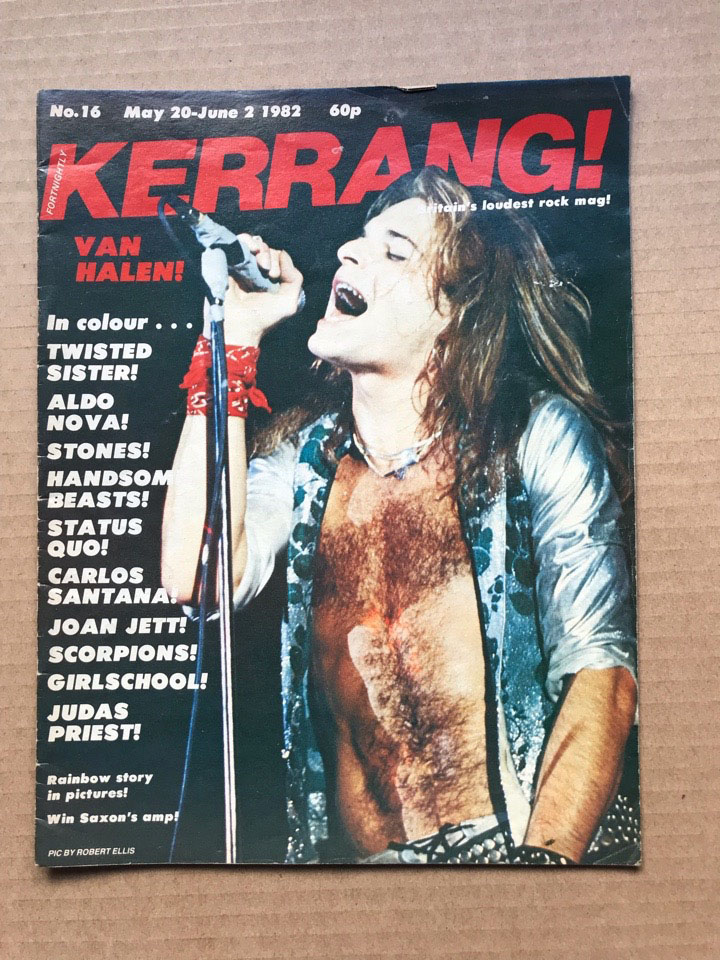 No.16 May 20-June 2 1982 60p
FORTNIGHTLY
KERRANG!
Britain's loudest rock mag!
VAN
HALEN!
In colour . . .
TWISTED
SISTER!
ALDO
NOVA!
STONES!
HANDSOM
BEASTS!
STATUS
QUO!
CARLOS
SANTANA!
JOAN JETT!
SCORPIONS!
GIRLSCHOOL!
JUDAS
PRIEST!
Rainbow story
in pictures!
Win Saxon's amp!
PIC BY ROBERT ELLIS